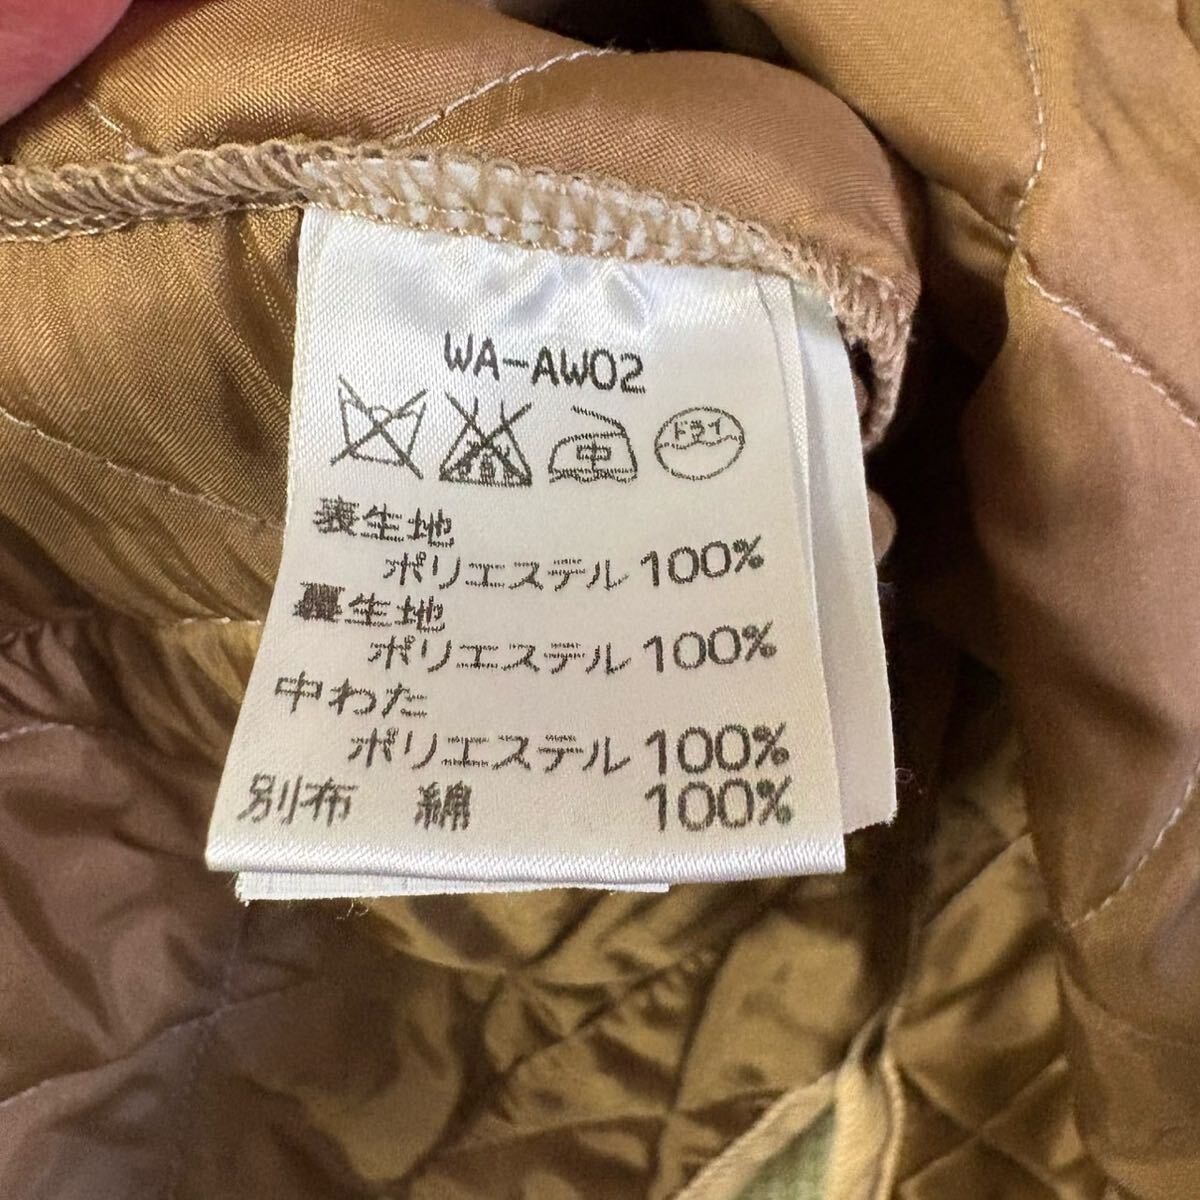 WA-AW02
ドライ
中
表生地
ポリエステル 100%
裏生地
ポリエステル 100%
中わた
ポリエステル 100%
別布 綿 100%